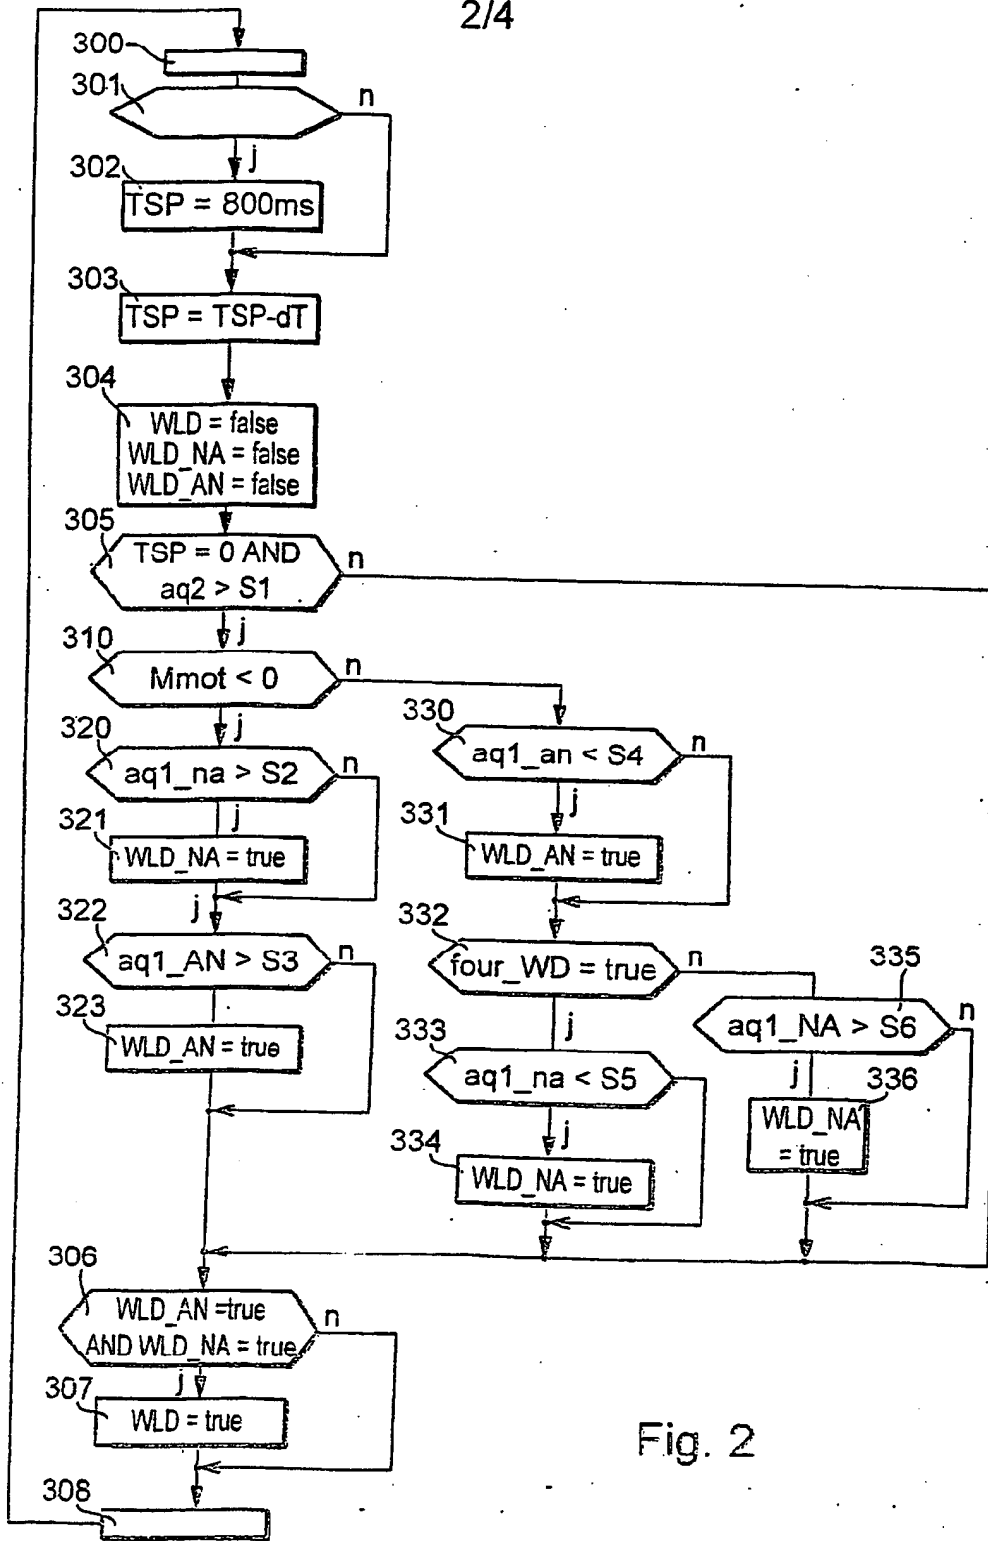 2/4
300
301
n
j
302
TSP = 800ms
303
TSP = TSP-dT
304
WLD = false
WLD_NA = false
WLD_AN = false
305
TSP = 0 AND
aq2 > S1
n
j
310
Mmot < 0
n
j
320
aq1_na > S2
n
j
321
WLD_NA = true
j
322
aq1_AN > S3
n
323
WLD_AN = true
330
aq1_an < S4
n
j
331
WLD_AN = true
332
four_WD = true
n
j
333
aq1_na < S5
j
334
WLD_NA = true
335
aq1_NA > S6
n
j
336
WLD_NA
= true
306
WLD_AN =true
AND WLD_NA = true
n
j
307
WLD = true
308
Fig. 2